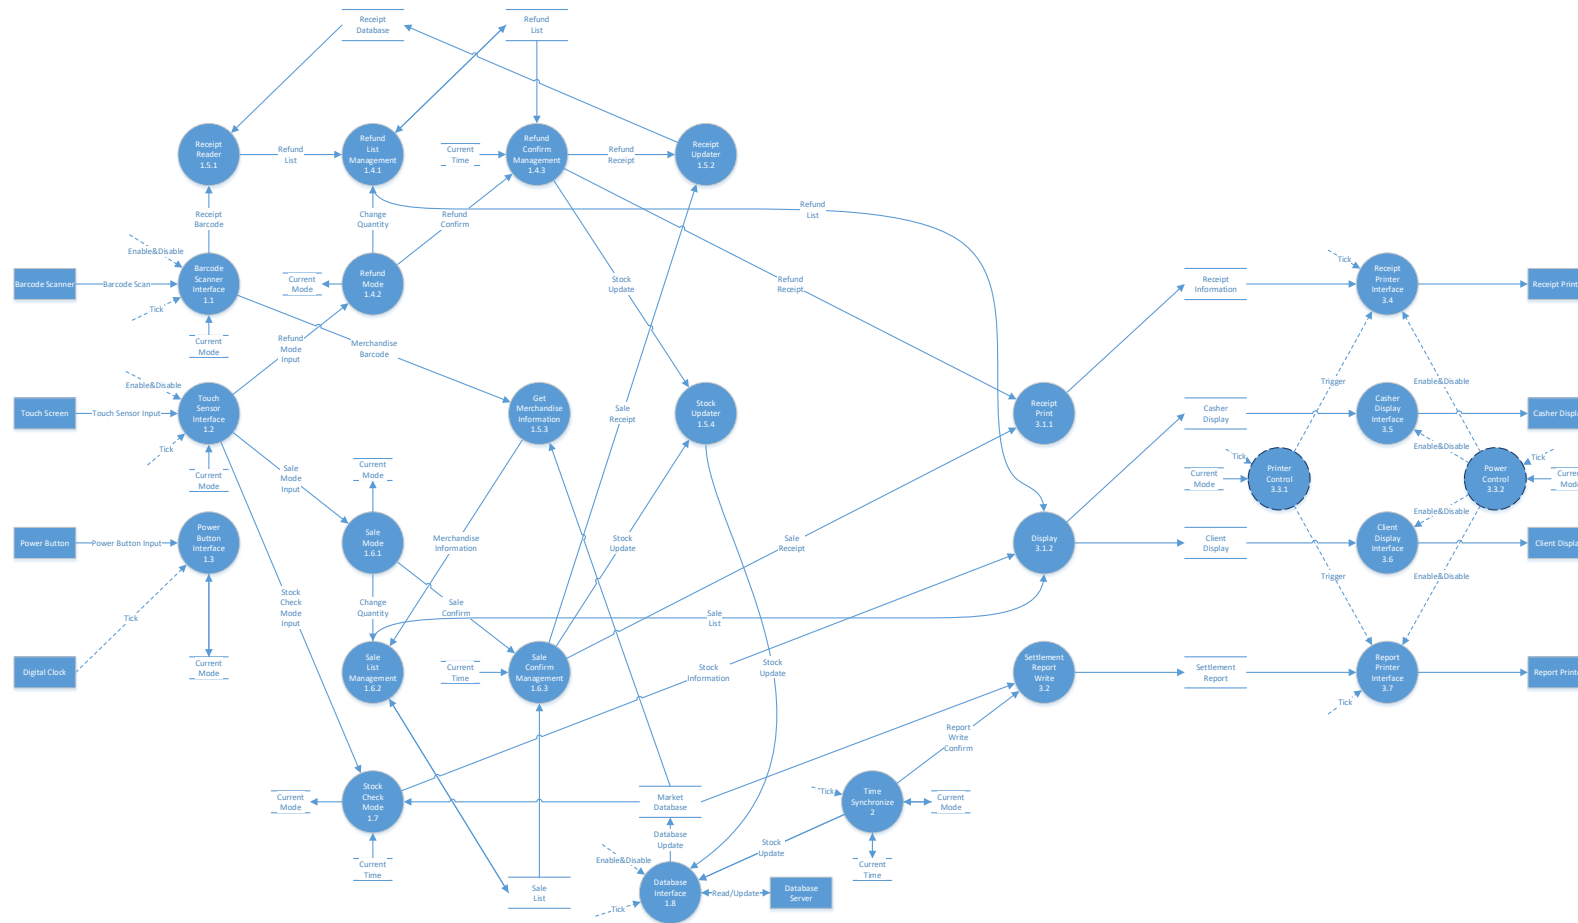 Receipt
Database
Refund
List
Receipt
Reader
1.5.1
Refund
List
Refund
List
Management
1.4.1
Current
Time
Refund
Confirm
Management
1.4.3
Refund
Receipt
Receipt
Updater
1.5.2
Receipt
Barcode
Change
Quantity
Refund
Confirm
Refund
List
Enable&Disable
Barcode Scanner
Barcode Scan
Barcode
Scanner
Interface
1.1
Tick
Current
Mode
Current
Mode
Refund
Mode
1.4.2
Stock
Update
Refund
Receipt
Receipt
Information
Tick
Receipt
Printer
Interface
3.4
Receipt Print
Refund
Mode
Input
Merchandise
Barcode
Enable&Disable
Touch Screen
Touch Sensor Input
Touch
Sensor
Interface
1.2
Tick
Current
Mode
Get
Merchandise
Information
1.5.3
Sale
Receipt
Stock
Updater
1.5.4
Receipt
Print
3.1.1
Casher
Display
Trigger
Enable&Disable
Casher
Display
Interface
3.5
Casher Displa
Enable&Disable
Sale
Mode
Input
Current
Mode
Current
Mode
Tick
Printer
Control
3.3.1
Power
Control
3.3.2
Tick
Curre
Mod
Enable&Disable
Power Button
Power Button Input
Power
Button
Interface
1.3
Sale
Mode
1.6.1
Merchandise
Information
Stock
Update
Sale
Receipt
Display
3.1.2
Client
Display
Client
Display
Interface
3.6
Client Displa
Trigger
Enable&Disable
Tick
Stock
Check
Mode
Input
Change
Quantity
Sale
Confirm
Sale
List
Digital Clock
Current
Mode
Sale
List
Management
1.6.2
Current
Time
Sale
Confirm
Management
1.6.3
Stock
Information
Stock
Update
Settlement
Report
Write
3.2
Settlement
Report
Report
Printer
Interface
3.7
Tick
Report Printe
Report
Write
Confirm
Current
Mode
Stock
Check
Mode
1.7
Current
Time
Market
Database
Tick
Time
Synchronize
2
Current
Mode
Current
Time
Database
Update
Stock
Update
Enable&Disable
Sale
List
Database
Interface
1.8
Tick
Read/Update
Database
Server